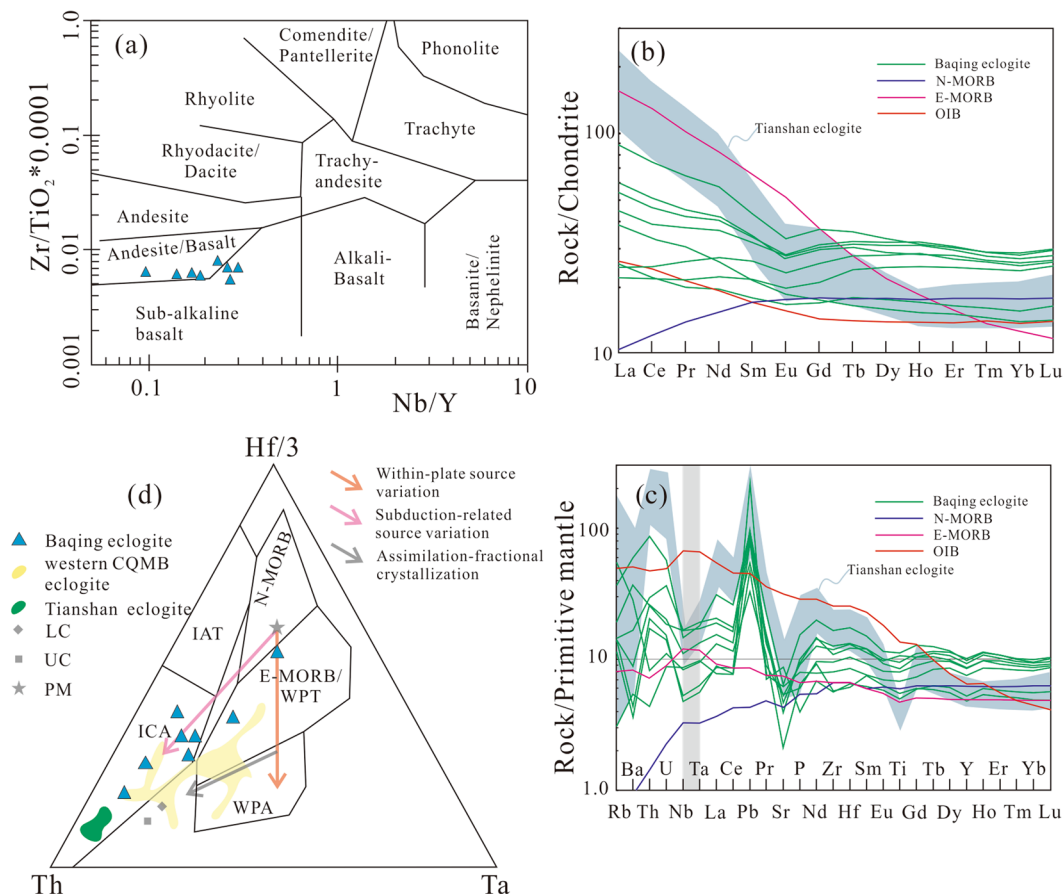 (a)
Comendite/
Pantellerite
Phonolite
Rhyolite
Trachyte
Rhyodacite/
Dacite
Trachy-
andesite
Andesite
Andesite/Basalt
Sub-alkaline
basalt
Alkali-
Basalt
Basanite/
Nephelinite
Zr/TiO2*0.0001
1.0
0.1
0.01
0.001
0.1
1
10
Nb/Y
(b)
Baqing eclogite
N-MORB
E-MORB
OIB
Tianshan eclogite
Rock/Chondrite
100
10
La Ce Pr Nd Sm Eu Gd Tb Dy Ho Er Tm Yb Lu
(d)
Hf/3
Within-plate source
variation
Subduction-related
source variation
Assimilation-fractional
crystallization
Baqing eclogite
western CQMB
eclogite
Tianshan eclogite
LC
UC
PM
N-MORB
IAT
E-MORB/
WPT
ICA
WPA
Th
Ta
(c)
Baqing eclogite
N-MORB
E-MORB
OIB
Tianshan eclogite
Rock/Primitive mantle
100
10
1.0
Ba U Ta Ce Pr P Zr Sm Ti Tb Y Er Yb
Rb Th Nb La Pb Sr Nd Hf Eu Gd Dy Ho Tm Lu